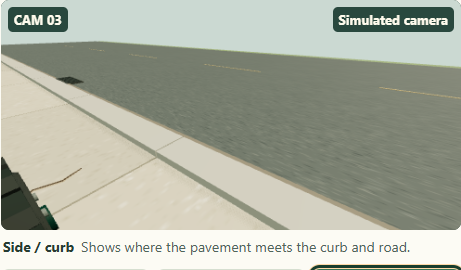 CAM 03
Simulated camera
Side / curb Shows where the pavement meets the curb and road.